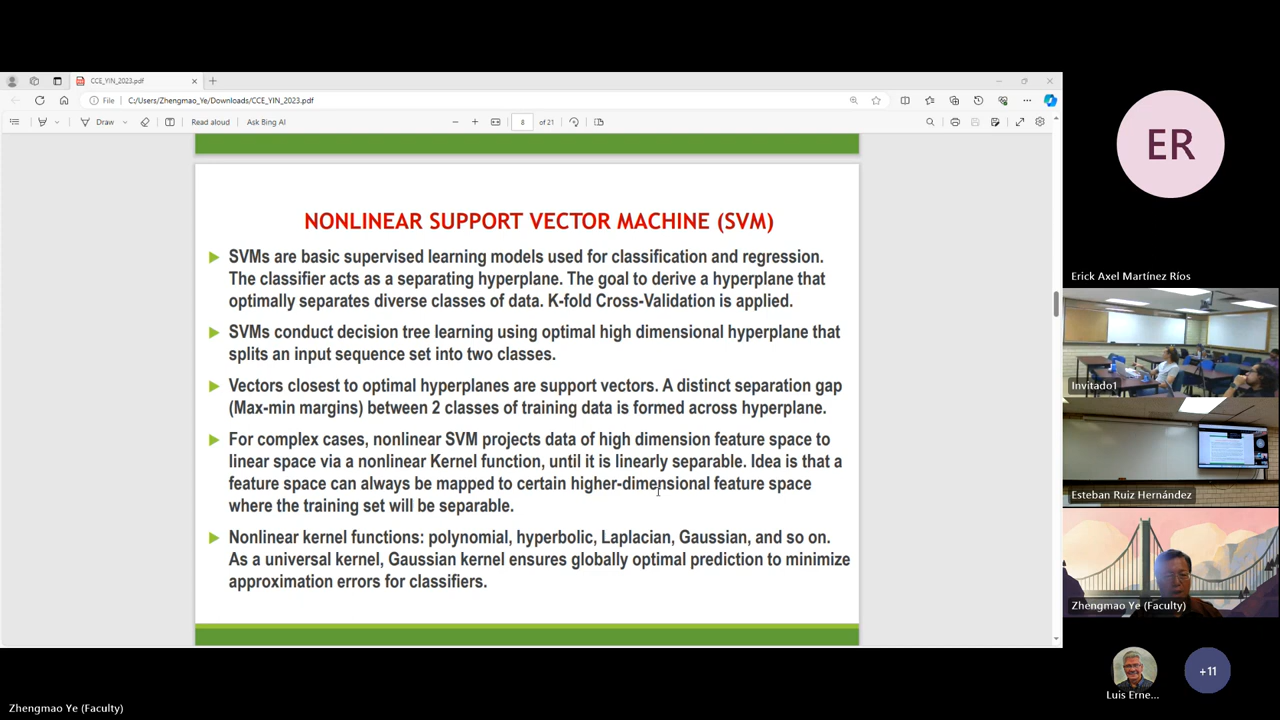 CCE_YIN_2023.pdf
File
C:/Users/Zhengmao_Ye/Downloads/CCE_YIN_2023.pdf
Draw
Read aloud
Ask Bing AI
8 of 21
NONLINEAR SUPPORT VECTOR MACHINE (SVM)
SVMs are basic supervised learning models used for classification and regression.
The classifier acts as a separating hyperplane. The goal to derive a hyperplane that
optimally separates diverse classes of data. K-fold Cross-Validation is applied.
SVMs conduct decision tree learning using optimal high dimensional hyperplane that
splits an input sequence set into two classes.
Vectors closest to optimal hyperplanes are support vectors. A distinct separation gap
(Max-min margins) between 2 classes of training data is formed across hyperplane.
For complex cases, nonlinear SVM projects data of high dimension feature space to
linear space via a nonlinear Kernel function, until it is linearly separable. Idea is that a
feature space can always be mapped to certain higher-dimensional feature space
where the training set will be separable.
Nonlinear kernel functions: polynomial, hyperbolic, Laplacian, Gaussian, and so on.
As a universal kernel, Gaussian kernel ensures globally optimal prediction to minimize
approximation errors for classifiers.
ER
Erick Axel Martínez Ríos
Invitado1
Esteban Ruiz Hernández
Zhengmao Ye (Faculty)
Luis Erne...
+11
Zhengmao Ye (Faculty)